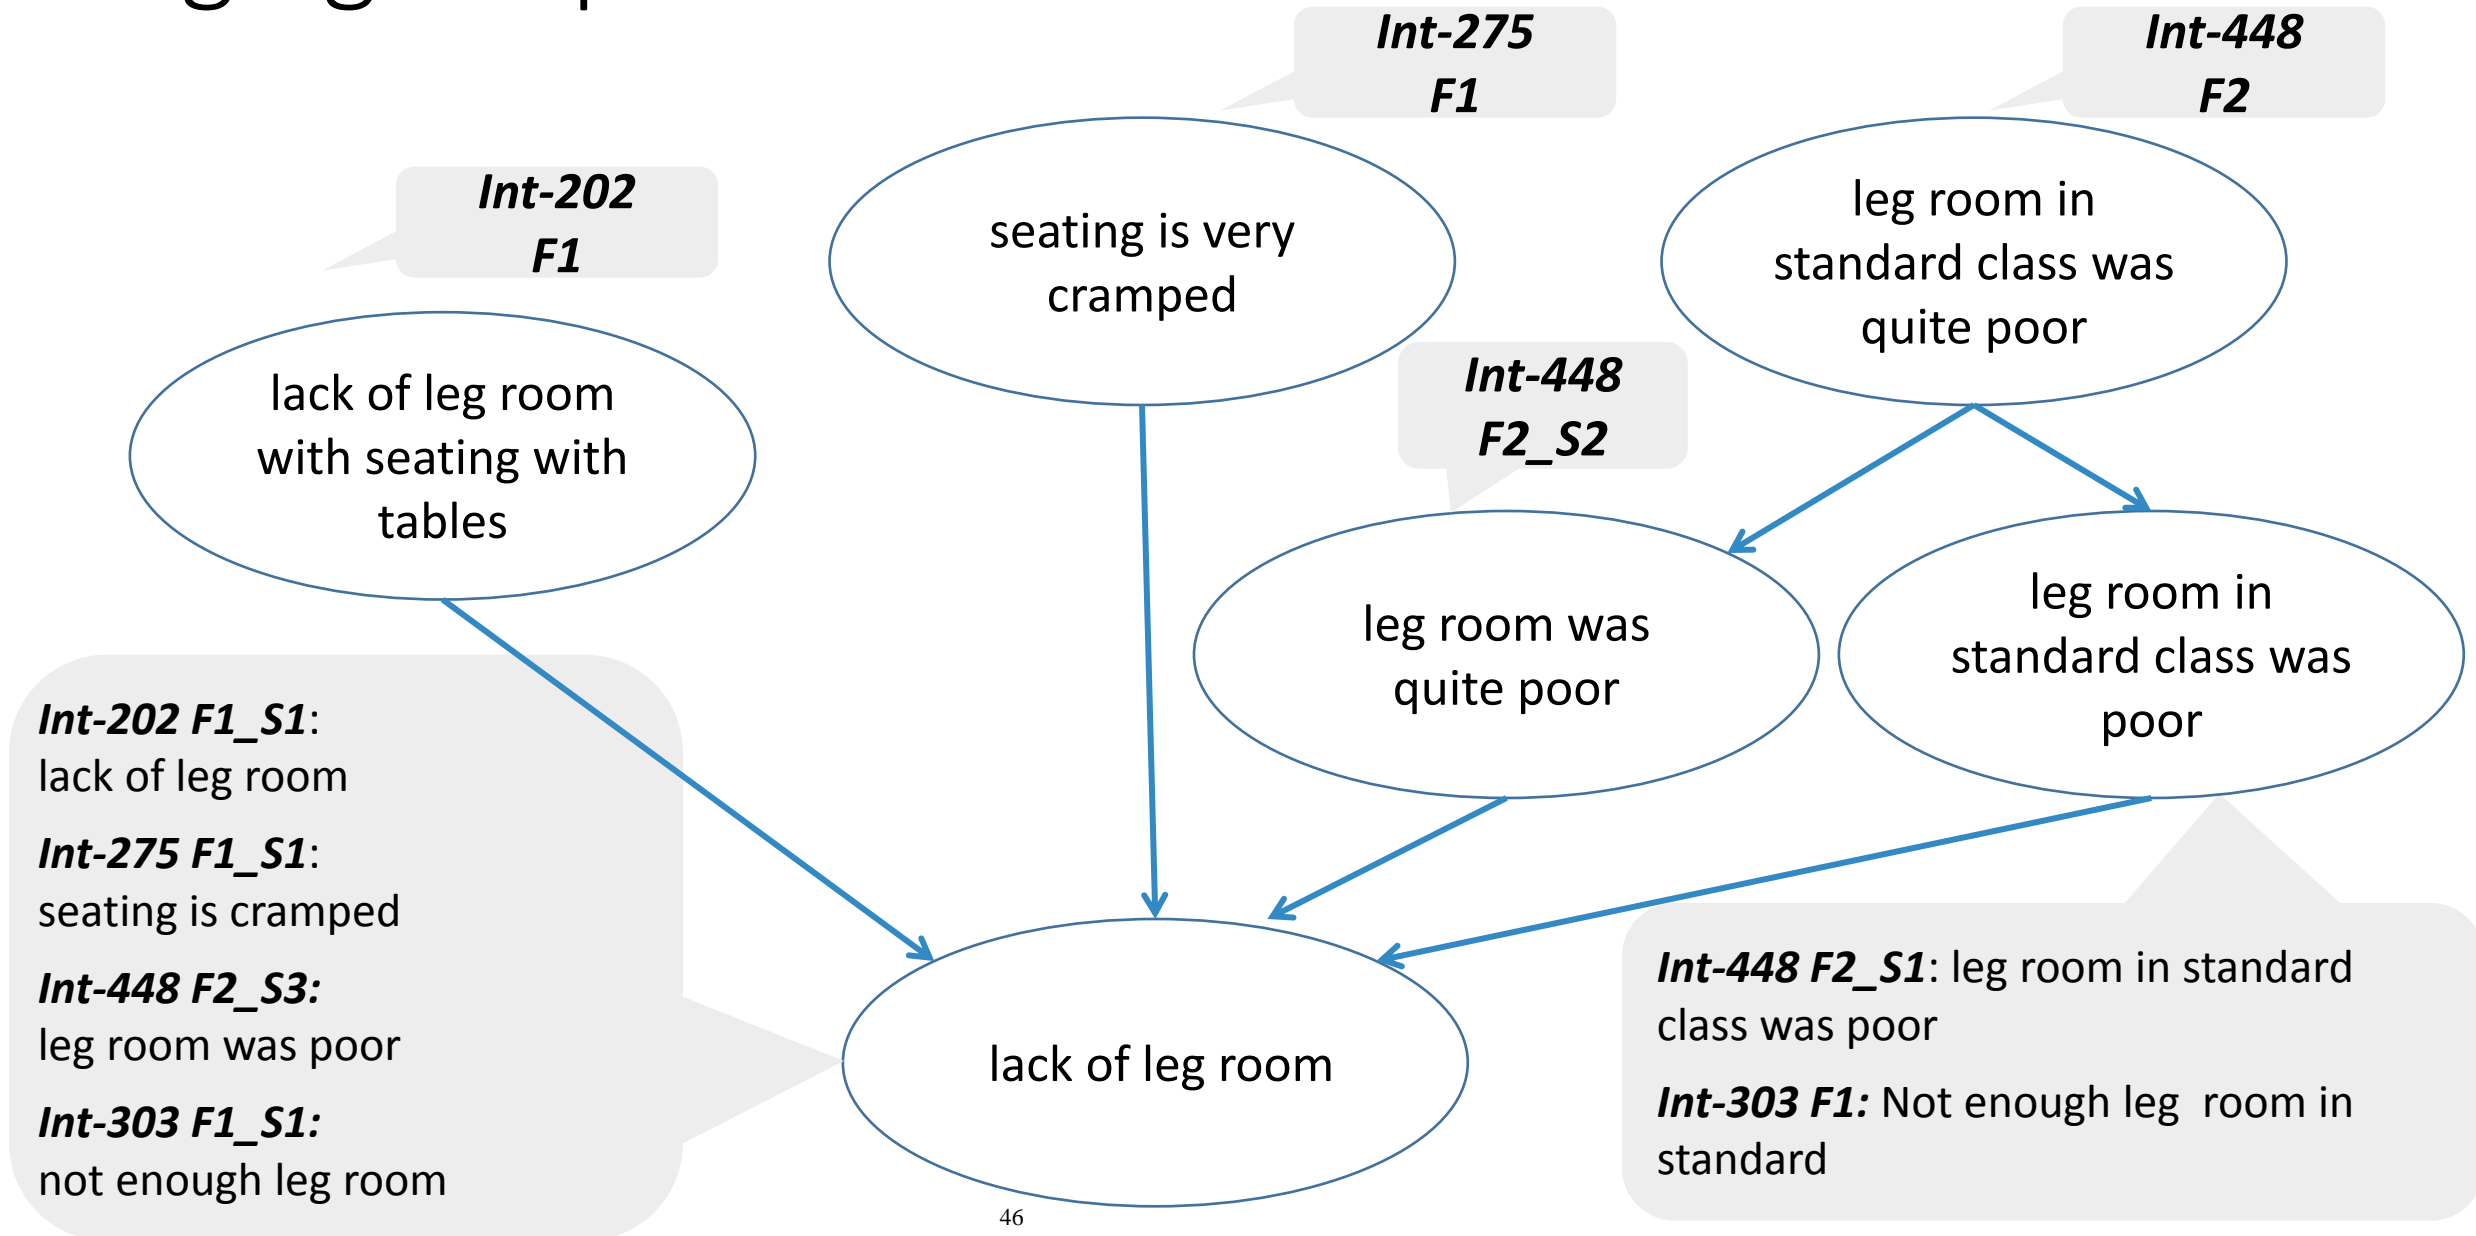 Int-275
F1
Int-448
F2
Int-202
F1
seating is very
cramped
leg room in
standard class was
quite poor
lack of leg room
with seating with
tables
Int-448
F2_S2
leg room was
quite poor
leg room in
standard class was
poor
Int-202 F1_S1:
lack of leg room
Int-275 F1_S1:
seating is cramped
Int-448 F2_S3:
leg room was poor
Int-303 F1_S1:
not enough leg room
lack of leg room
Int-448 F2_S1: leg room in standard
class was poor
Int-303 F1: Not enough leg  room in
standard
46